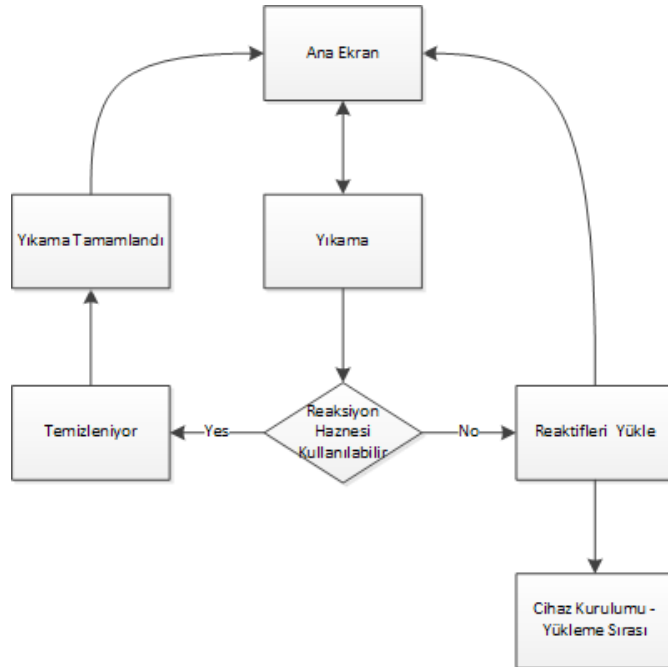 Ana Ekran
Yıkama Tamamlandı
Yıkama
Temizleniyor
Yes
Reaksiyon
Haznesi
Kullanılabilir
No
Reaktifleri Yükle
Cihaz Kurulumu -
Yükleme Sırası